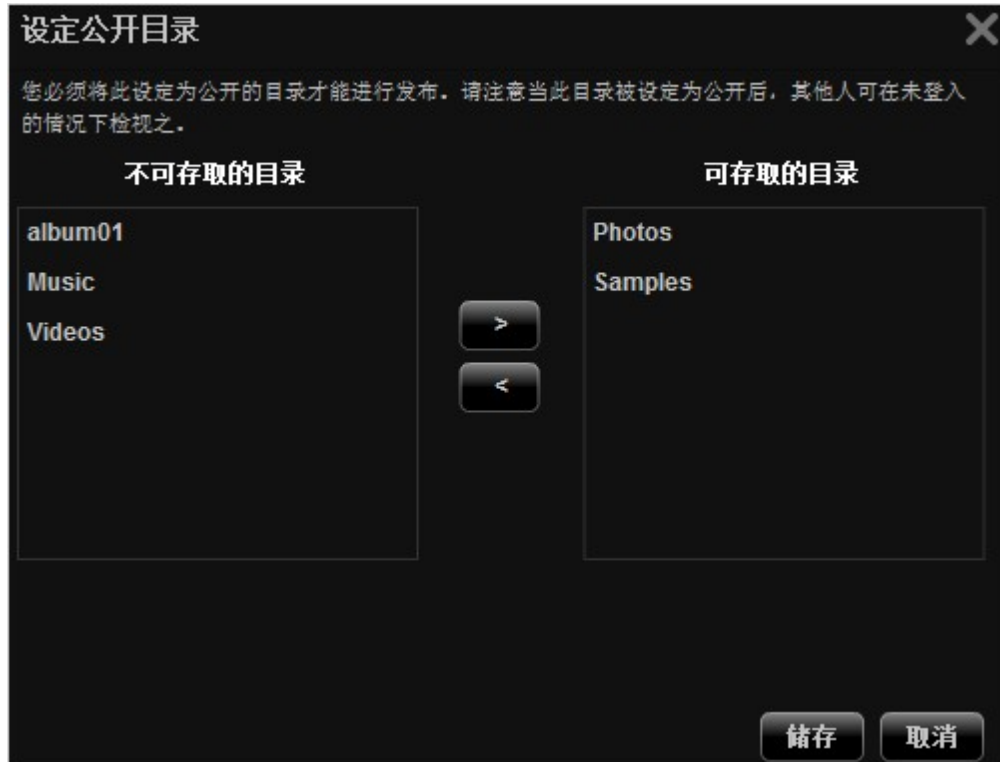 设定公开目录
您必须将此设定为公开的目录才能进行发布. 请注意当此目录被设定为公开后, 其他人可在未登入
的情况下检视之.
不可存取的目录
album01
Music
Videos
>
<
可存取的目录
Photos
Samples
储存
取消